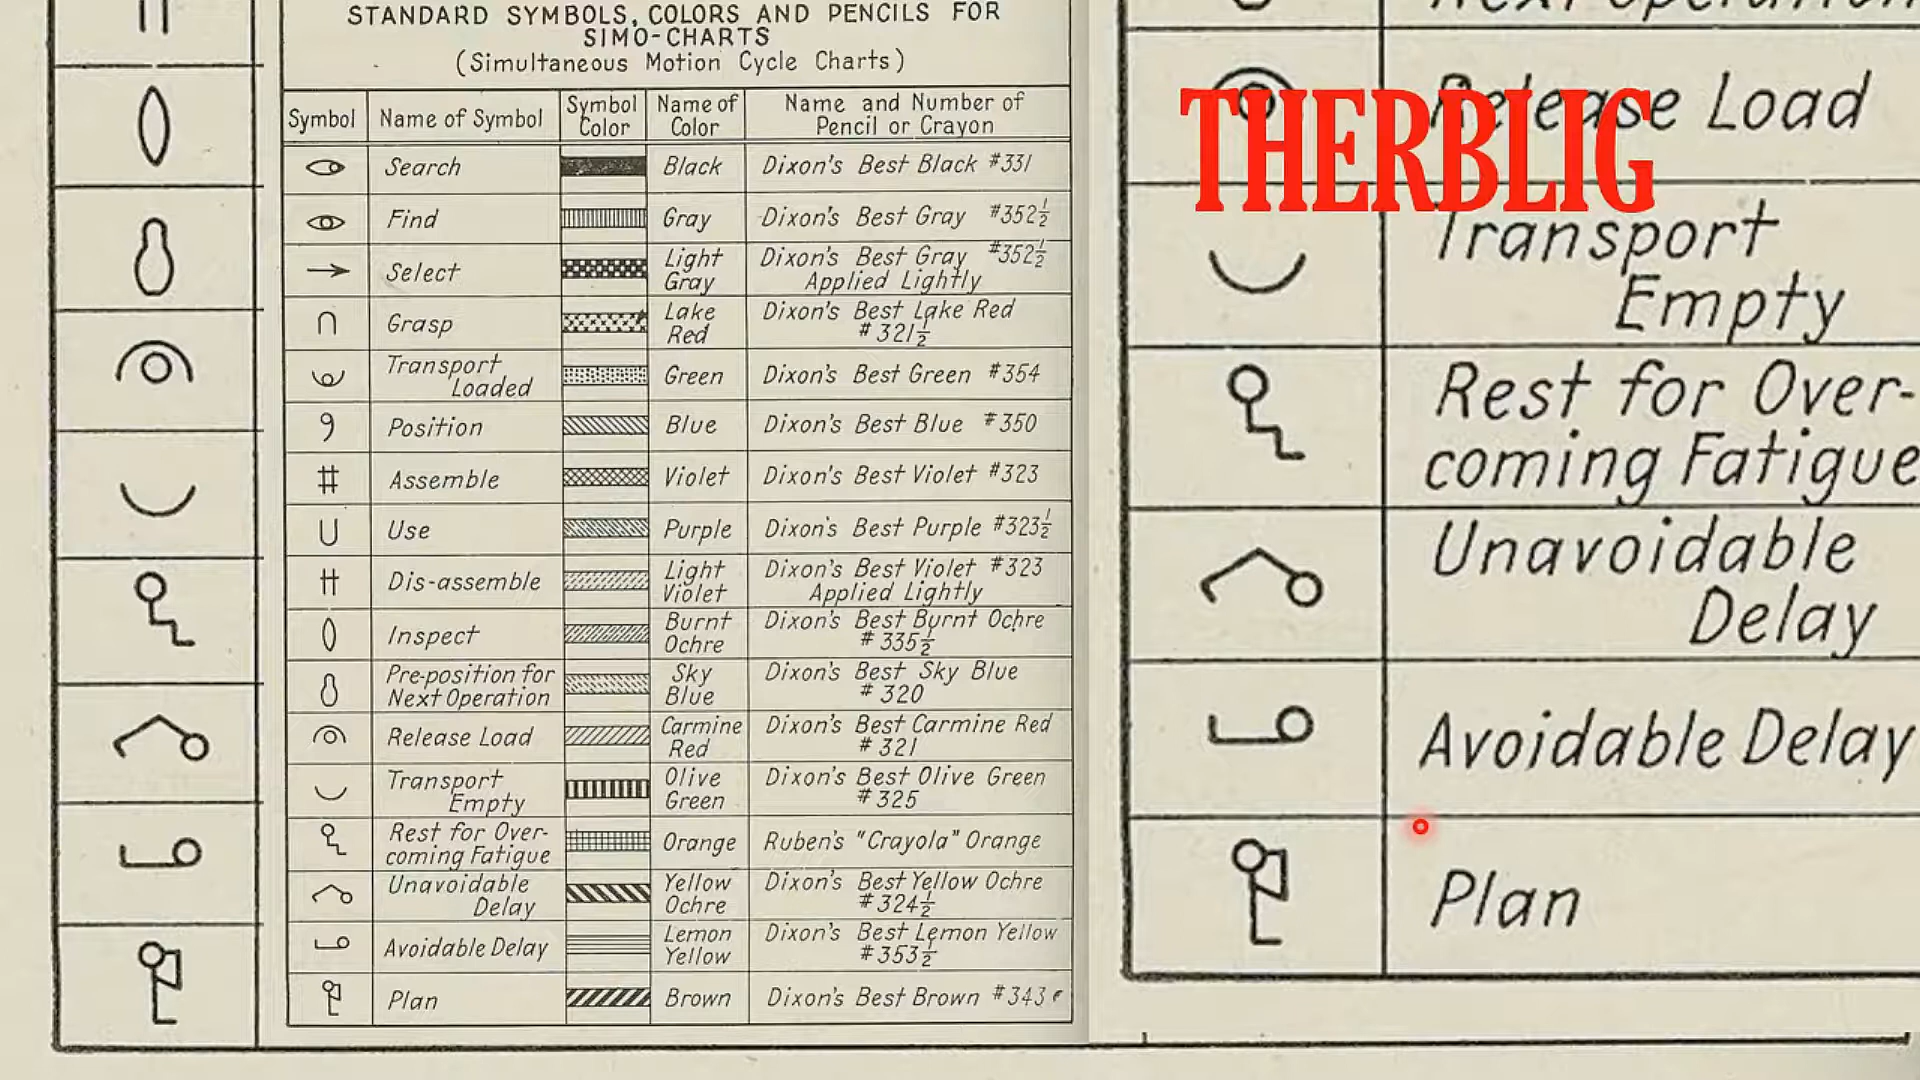 STANDARD SYMBOLS, COLORS AND PENCILS FOR
SIMO-CHARTS
(Simultaneous Motion Cycle Charts)
Symbol Name of Symbol Symbol Color Name of Color Name and Number of Pencil or Crayon
Search Black Dixon's Best Black #331
Find Gray Dixon's Best Gray #352½
Select Light Gray Dixon's Best Gray #352½ Applied Lightly
Grasp Lake Red Dixon's Best Lake Red #321½
Transport Loaded Green Dixon's Best Green #354
Position Blue Dixon's Best Blue #350
Assemble Violet Dixon's Best Violet #323
Use Purple Dixon's Best Purple #323½
Dis-assemble Light Violet Dixon's Best Violet #323 Applied Lightly
Inspect Burnt Ochre Dixon's Best Burnt Ochre #335½
Pre-position for Next Operation Sky Blue Dixon's Best Sky Blue #320
Release Load Carmine Red Dixon's Best Carmine Red #321
Transport Empty Olive Green Dixon's Best Olive Green #325
Rest for Over-coming Fatigue Orange Ruben's "Crayola" Orange
Unavoidable Delay Yellow Ochre Dixon's Best Yellow Ochre #324½
Avoidable Delay Lemon Yellow Dixon's Best Lemon Yellow #353½
Plan Brown Dixon's Best Brown #343
Next Operation
Release Load
THERBLIG
Transport
Empty
Rest for Over-
coming Fatigue
Unavoidable
Delay
Avoidable Delay
Plan